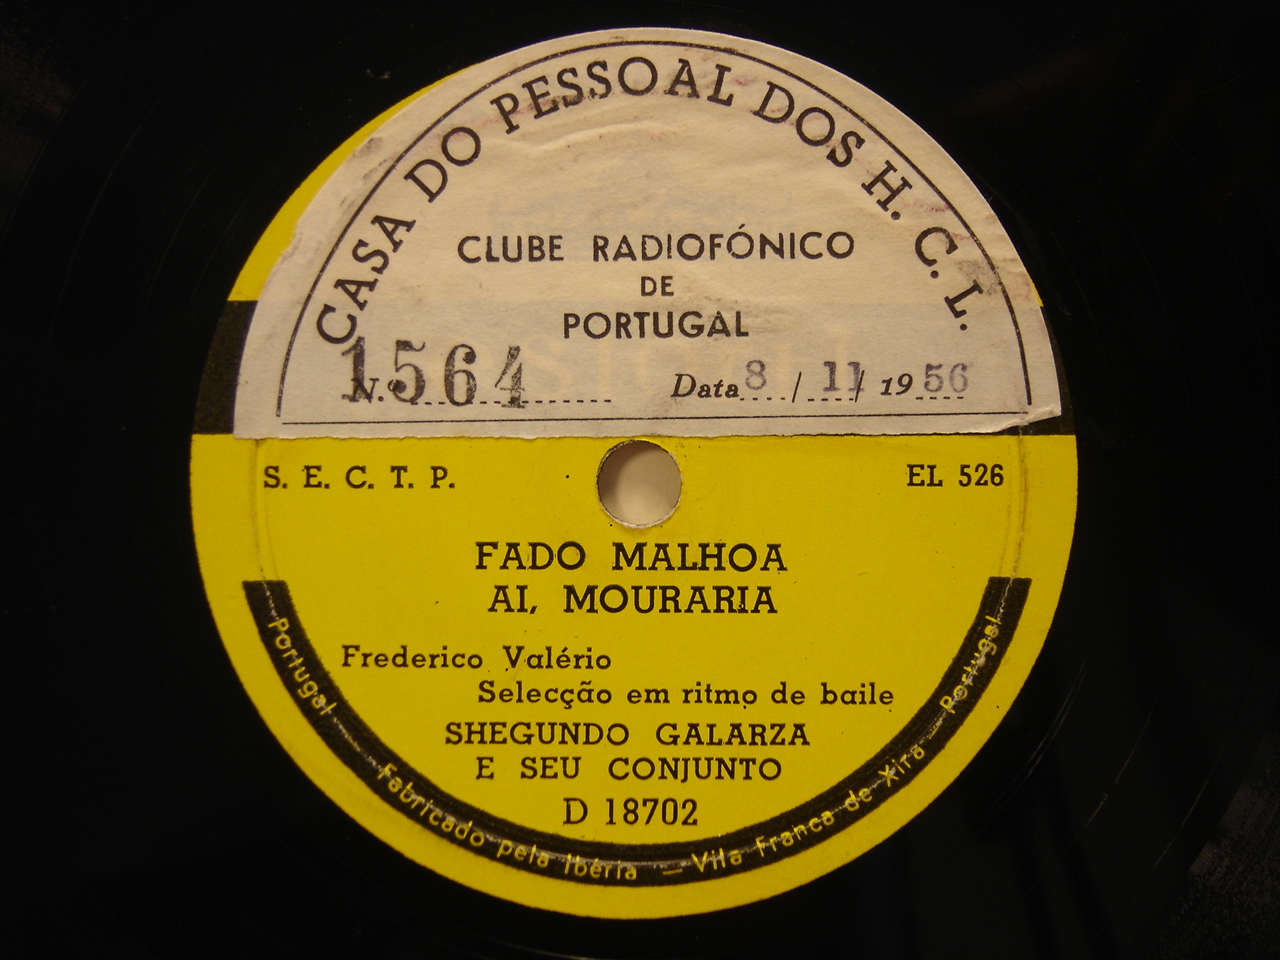 CASA DO PESSOAL DOS H. C. L.
CLUBE RADIOFÓNICO
DE
PORTUGAL
N. 1564 Data 8 / 11 / 19 56
S. E. C. T. P. EL 526
FADO MALHOA
AI, MOURARIA
Frederico Valério
Selecção em ritmo de baile
SHEGUNDO GALARZA
E SEU CONJUNTO
D 18702
Portugal — Fabricado pela Ibéria — Vila Franca de Xira — Portugal